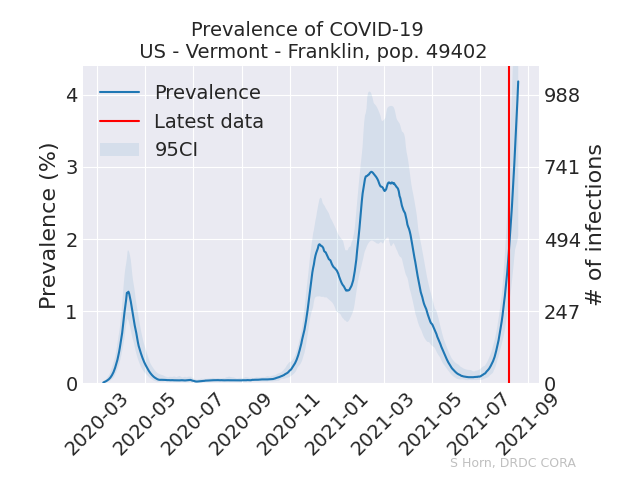 Prevalence of COVID-19
US - Vermont - Franklin, pop. 49402
Prevalence
Latest data
95CI
Prevalence (%)
4
3
2
1
0
988
741
494
247
0
# of infections
2020-03
2020-05
2020-07
2020-09
2020-11
2021-01
2021-03
2021-05
2021-07
2021-09
S Horn, DRDC CORA